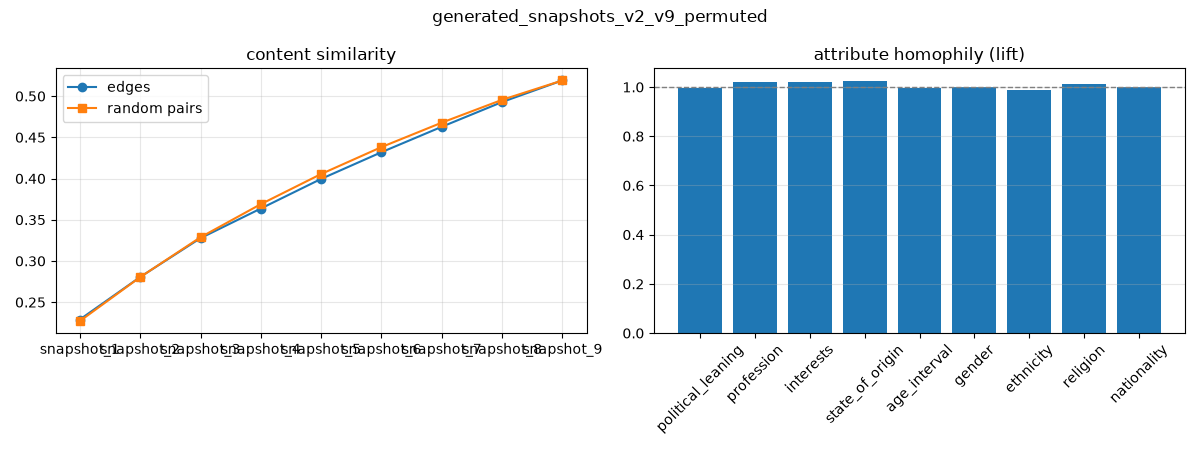 generated_snapshots_v2_v9_permuted
content similarity
edges
random pairs
0.50
0.45
0.40
0.35
0.30
0.25
snapshot_1 snapshot_2 snapshot_3 snapshot_4 snapshot_5 snapshot_6 snapshot_7 snapshot_8 snapshot_9
attribute homophily (lift)
1.0
0.8
0.6
0.4
0.2
0.0
political_leaning
profession
interests
state_of_origin
age_interval
gender
ethnicity
religion
nationality